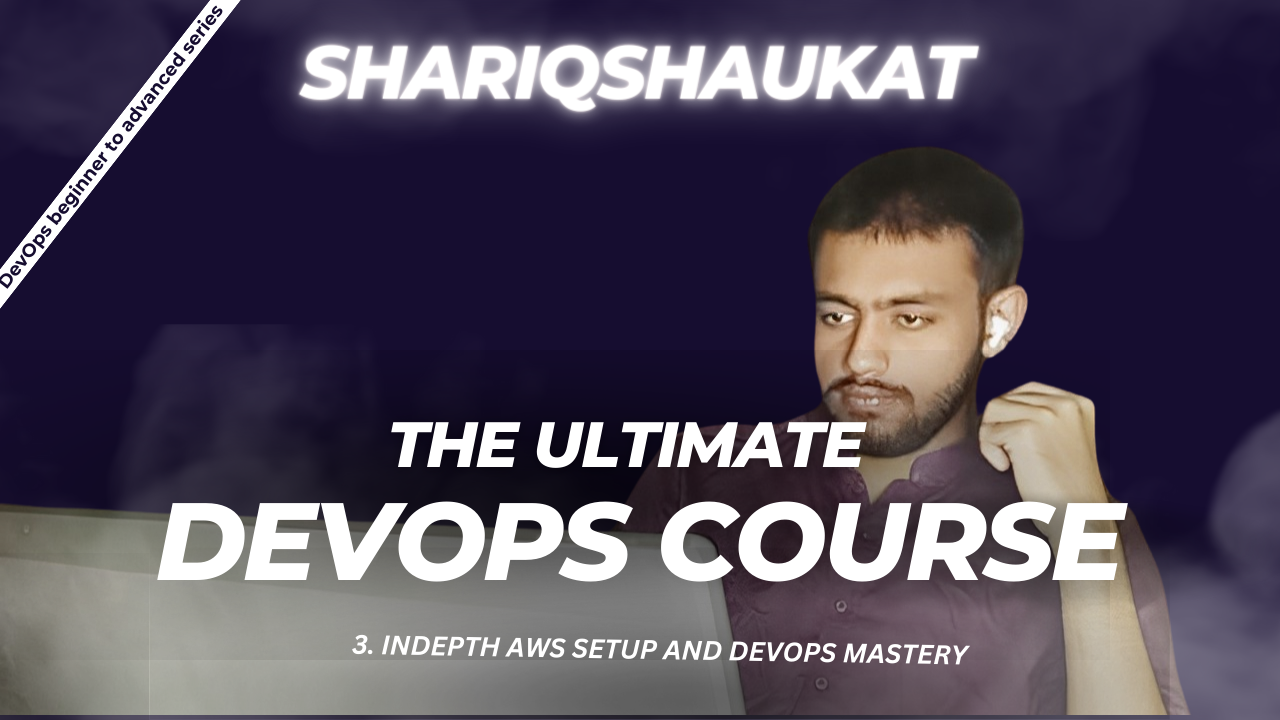 DevOps beginner to advanced series
SHARIQSHAUKAT
THE ULTIMATE
DEVOPS COURSE
3. INDEPTH AWS SETUP AND DEVOPS MASTERY